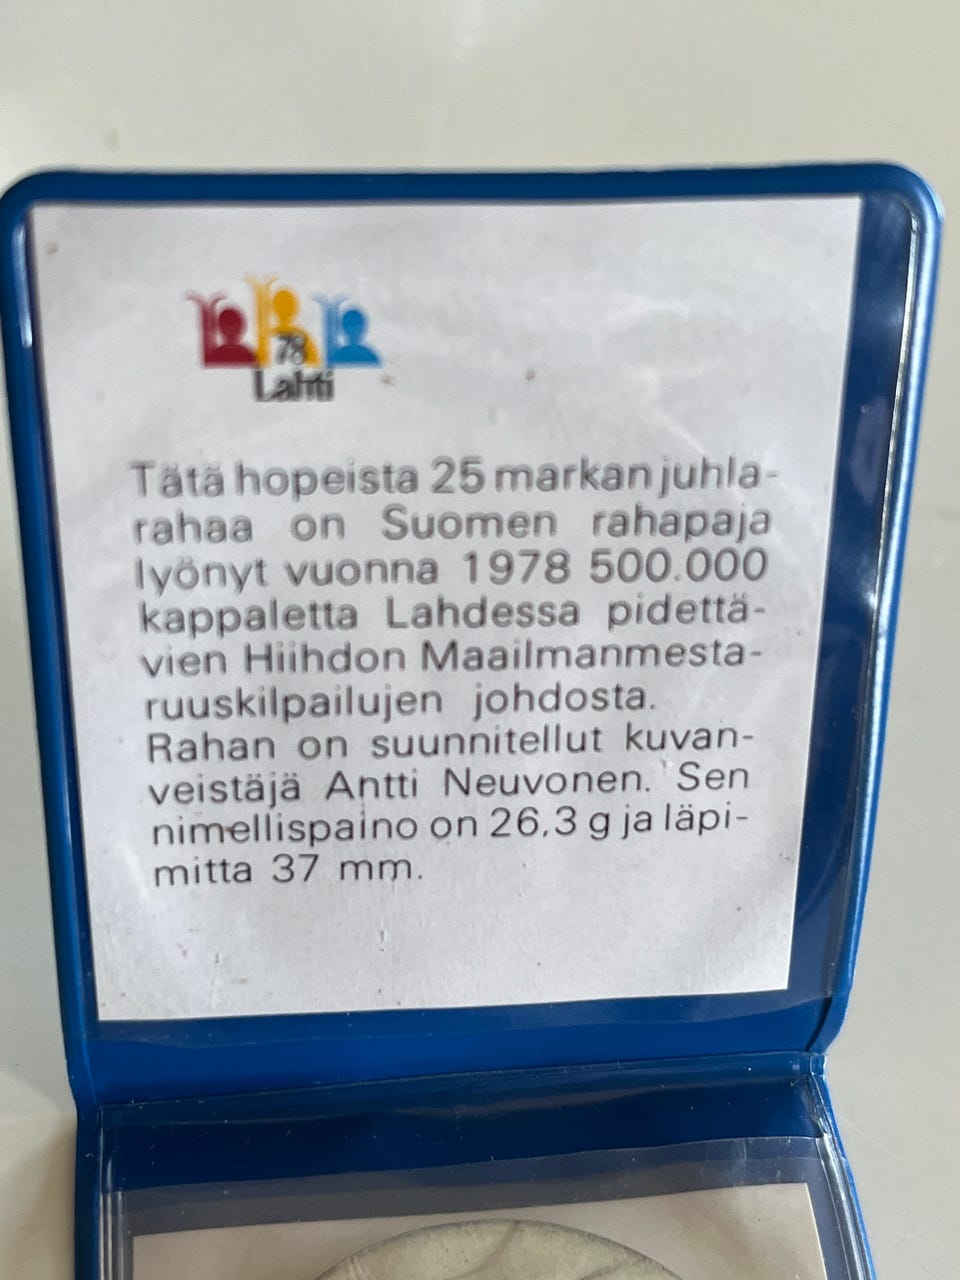 78
Lahti
Tätä hopeista 25 markan juhla-
rahaa on Suomen rahapaja
lyönyt vuonna 1978 500.000
kappaletta Lahdessa pidettä-
vien Hiihdon Maailmanmesta-
ruuskilpailujen johdosta.
Rahan on suunnitellut kuvan-
veistäjä Antti Neuvonen. Sen
nimellispaino on 26,3 g ja läpi-
mitta 37 mm.